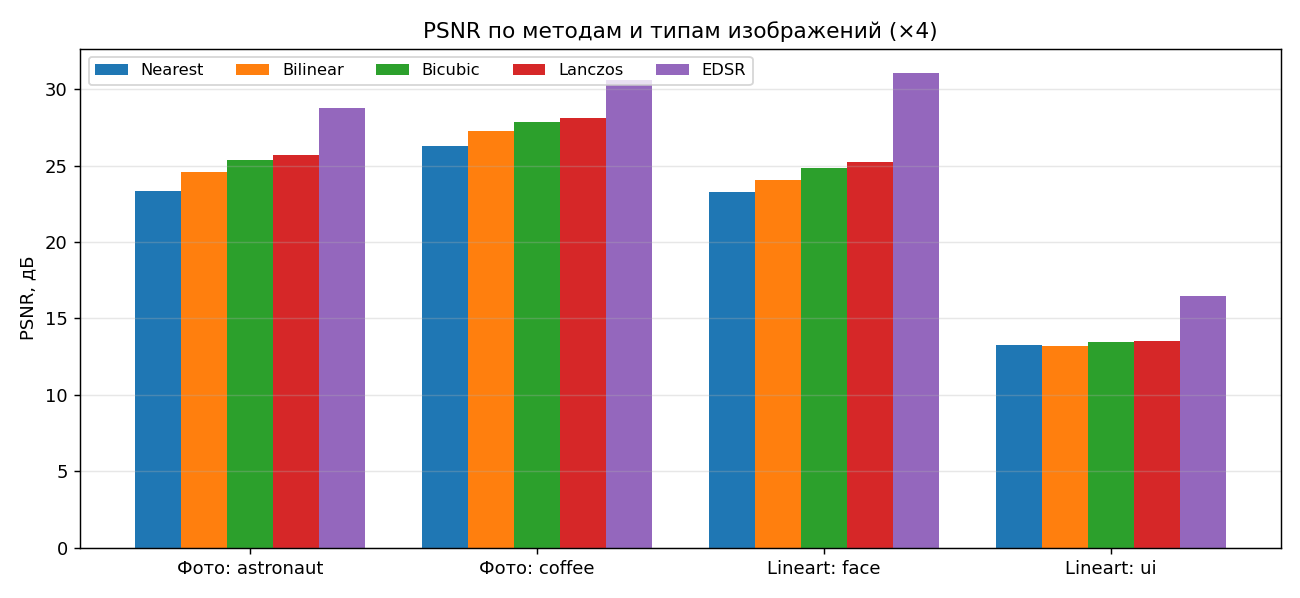 PSNR по методам и типам изображений (×4)
Nearest Bilinear Bicubic Lanczos EDSR
PSNR, дБ
30
25
20
15
10
5
0
Фото: astronaut Фото: coffee Lineart: face Lineart: ui